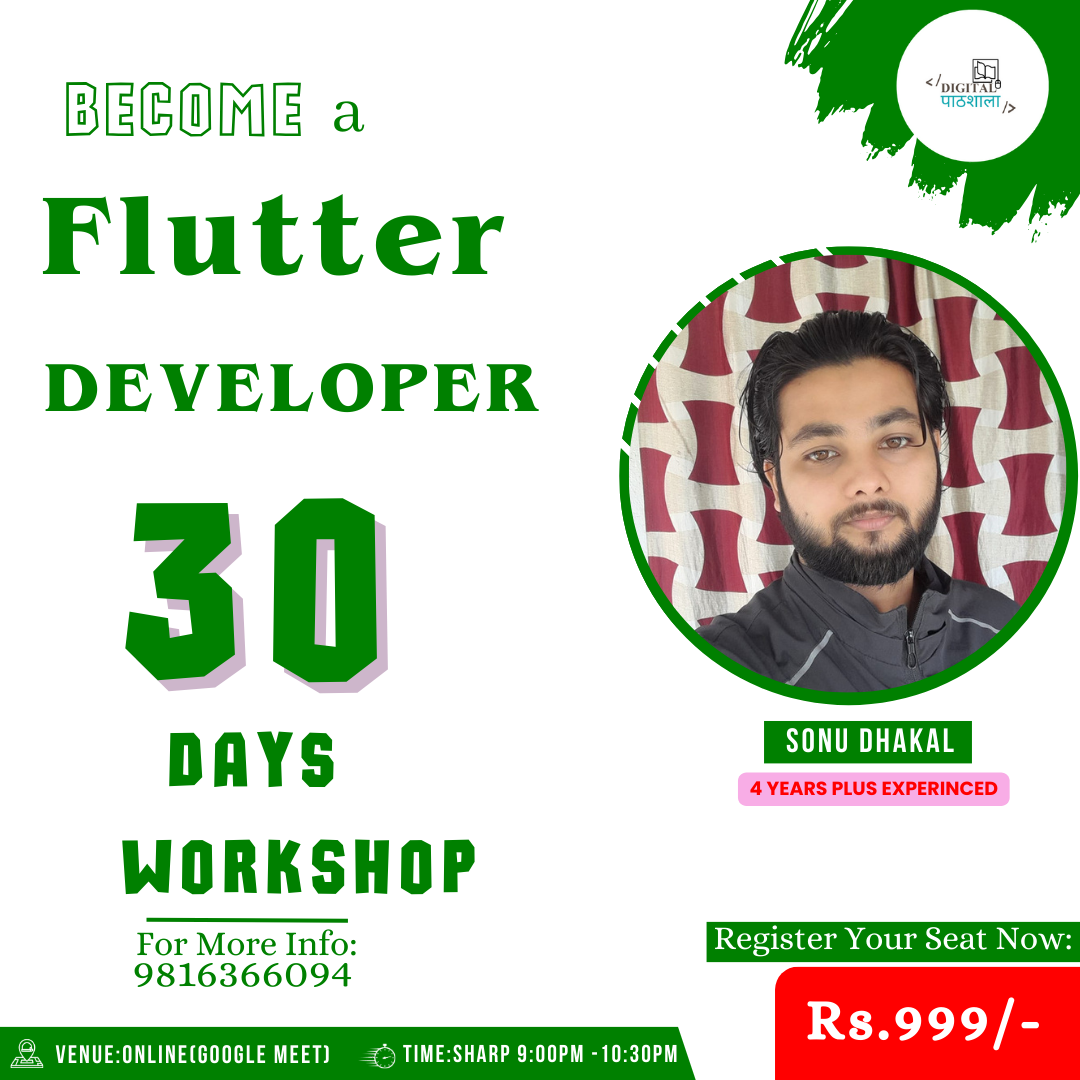 </DIGITAL
पाठशाला/>
BECOME a
Flutter
DEVELOPER
30
DAYS
WORKSHOP
For More Info:
9816366094
SONU DHAKAL
4 YEARS PLUS EXPERINCED
Register Your Seat Now:
Rs.999/-
VENUE:ONLINE(GOOGLE MEET)
TIME:SHARP 9:00PM -10:30PM